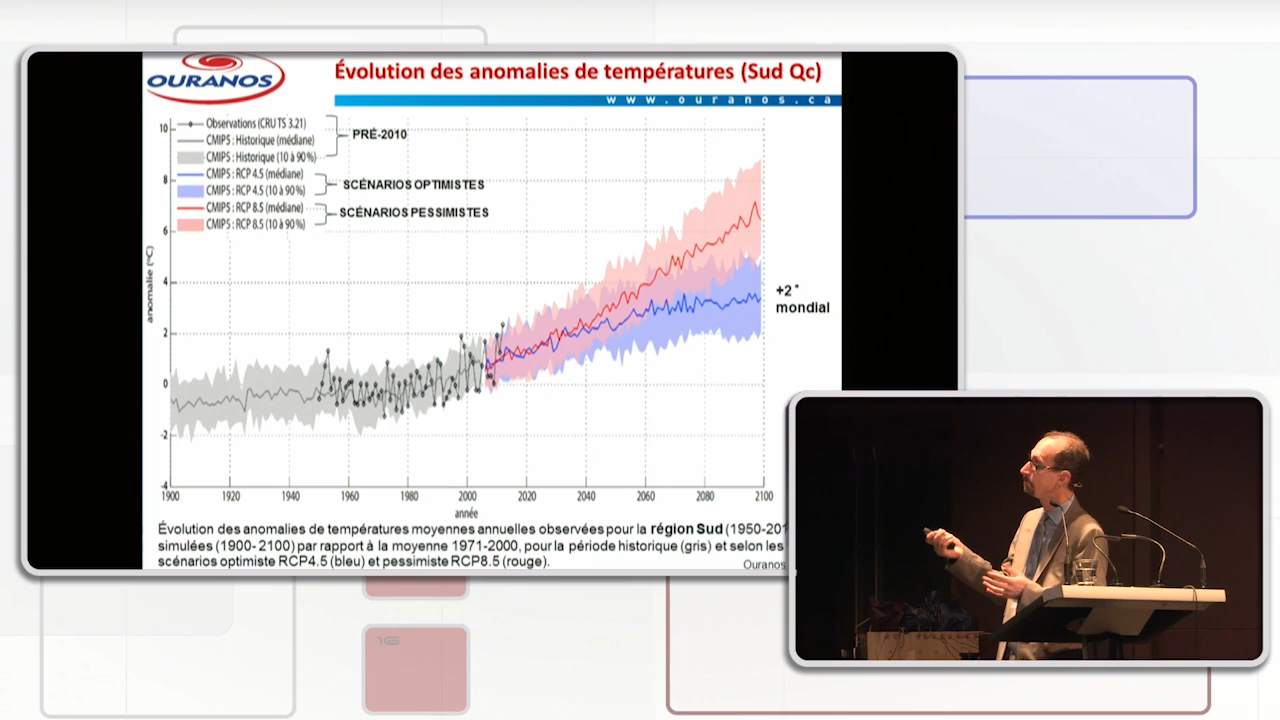 OURANOS
Évolution des anomalies de températures (Sud Qc)
www.ouranos.ca
Observations (CRU TS 3.21)
CMIP5 : Historique (médiane)
CMIP5 : Historique (10 à 90%)
PRÉ-2010
CMIP5 : RCP 4.5 (médiane)
CMIP5 : RCP 4.5 (10 à 90%)
SCÉNARIOS OPTIMISTES
CMIP5 : RCP 8.5 (médiane)
CMIP5 : RCP 8.5 (10 à 90%)
SCÉNARIOS PESSIMISTES
10
8
6
4
2
0
-2
-4
anomalie (°C)
1900 1920 1940 1960 1980 2000 2020 2040 2060 2080 2100
année
+2°
mondial
Évolution des anomalies de températures moyennes annuelles observées pour la région Sud (1950-201
simulées (1900-2100) par rapport à la moyenne 1971-2000, pour la période historique (gris) et selon les
scénarios optimiste RCP4.5 (bleu) et pessimiste RCP8.5 (rouge).
Ouranos